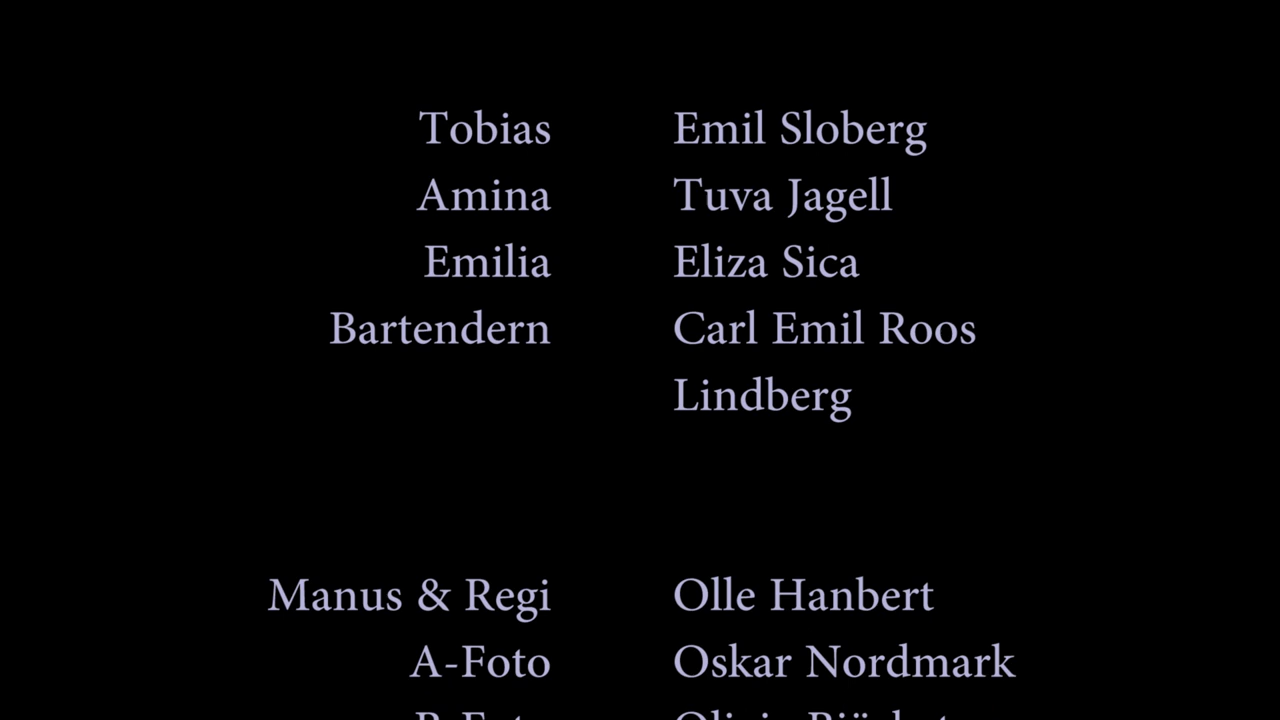 Tobias Emil Sloberg
Amina Tuva Jagell
Emilia Eliza Sica
Bartendern Carl Emil Roos
Lindberg
Manus & Regi Olle Hanbert
A-Foto Oskar Nordmark